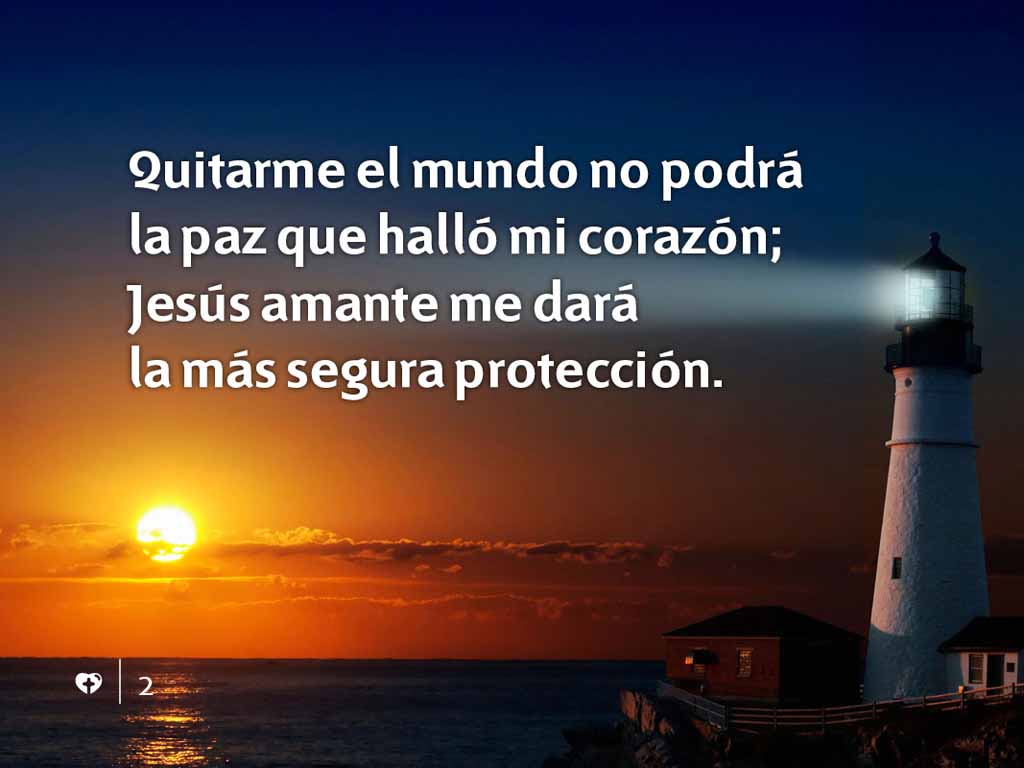 Quitarme el mundo no podrá
la paz que halló mi corazón;
Jesús amante me dará
la más segura protección.
2